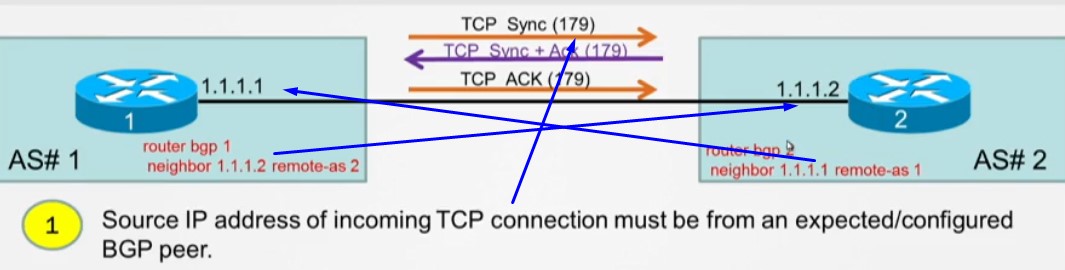 TCP Sync (179)
TCP Sync + Ack (179)
TCP ACK (179)
1.1.1.1
1.1.1.2
1
2
router bgp 1
neighbor 1.1.1.2 remote-as 2
AS# 1
router bgp 2
neighbor 1.1.1.1 remote-as 1
AS# 2
1
Source IP address of incoming TCP connection must be from an expected/configured
BGP peer.